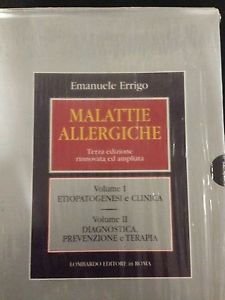 Emanuele Errigo
MALATTIE
ALLERGICHE
Terza edizione
rinnovata ed ampliata
Volume I
ETIOPATOGENESI e CLINICA
Volume II
DIAGNOSTICA,
PREVENZIONE e TERAPIA
LOMBARDO EDITORE in ROMA